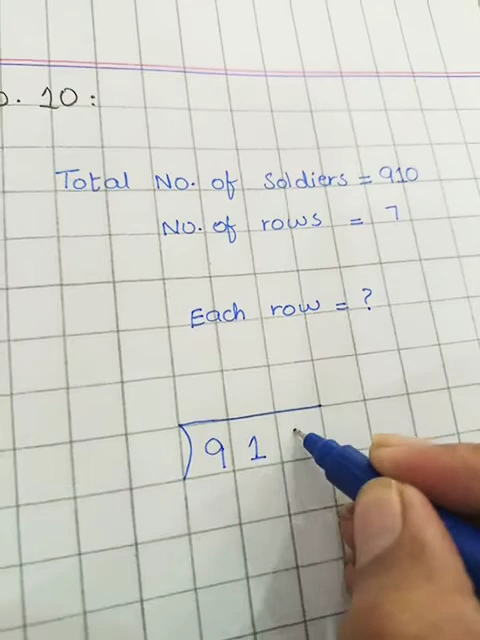 10:
Total No. of Soldiers = 910
No. of rows = 7
Each row = ?
91